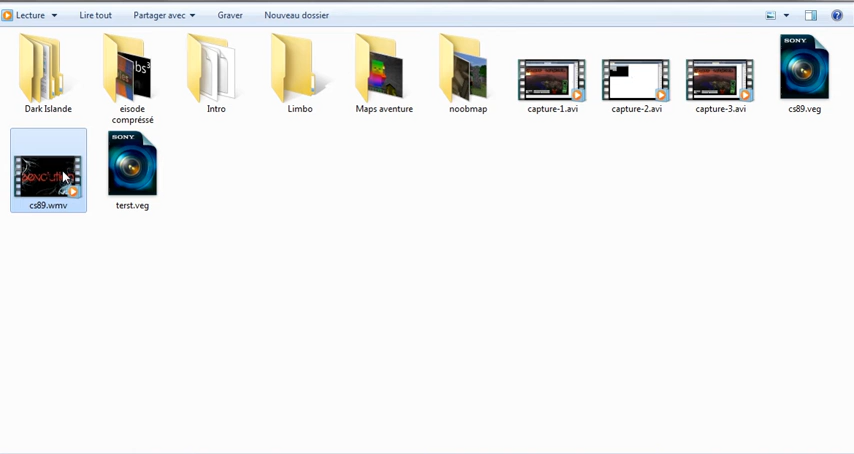 Lecture
Lire tout
Partager avec
Graver
Nouveau dossier
bs³
Dark Islande
eisode
compréssé
Intro
Limbo
Maps aventure
noobmap
capture-1.avi
capture-2.avi
capture-3.avi
SONY
cs89.veg
SONY
cs89.wmv
terst.veg